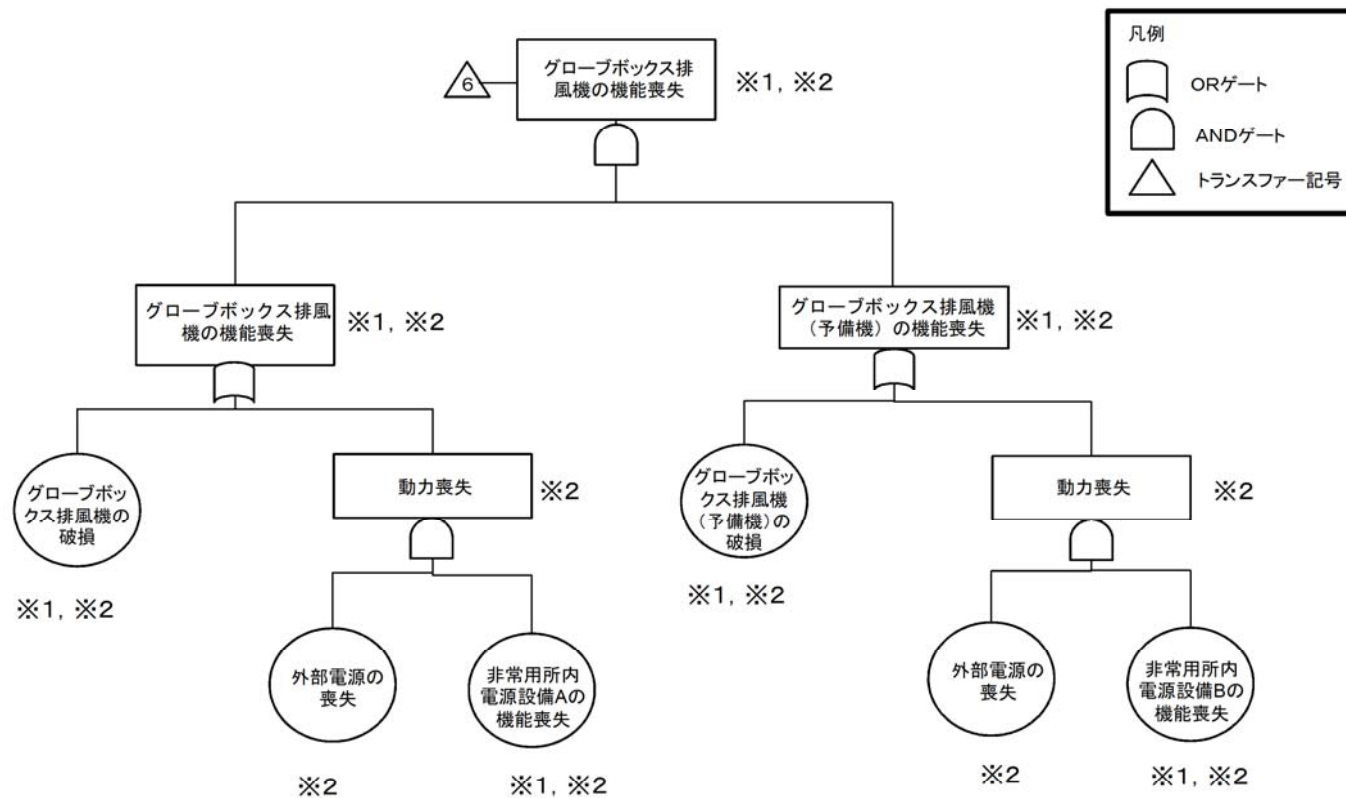 凡例
ORゲート
ANDゲート
トランスファー記号
6
グローブボックス排
風機の機能喪失
※1, ※2
グローブボックス排風
機の機能喪失
※1, ※2
グローブボックス排風機
(予備機)の機能喪失
※1, ※2
グローブボッ
クス排風機の
破損
※1, ※2
動力喪失
※2
グローブボッ
クス排風機
(予備機)の
破損
※1, ※2
動力喪失
※2
外部電源の
喪失
※2
非常用所内
電源設備Aの
機能喪失
※1, ※2
外部電源の
喪失
※2
非常用所内
電源設備Bの
機能喪失
※1, ※2